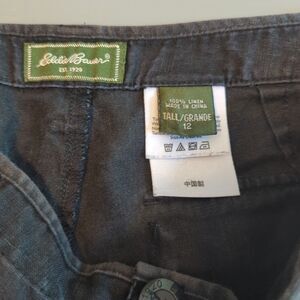 Eddie Bauer®
EST. 1920
100% LINEN
MADE IN CHINA
TALL/GRANDE
12
中国製